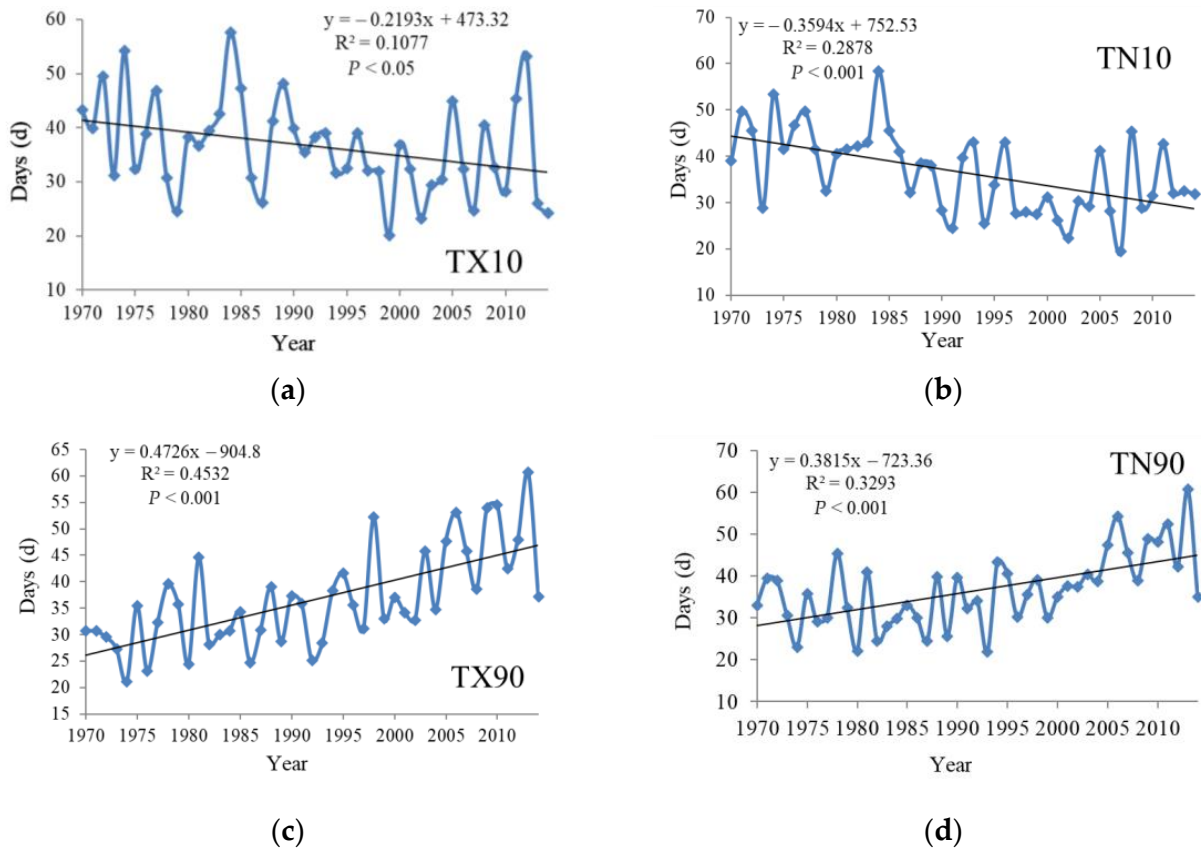 y = – 0.2193x + 473.32
R² = 0.1077
P < 0.05
Days (d)
60
50
40
30
20
10
TX10
1970 1975 1980 1985 1990 1995 2000 2005 2010
Year
(a)
y = – 0.3594x + 752.53
R² = 0.2878
P < 0.001
TN10
Days (d)
70
60
50
40
30
20
10
1970 1975 1980 1985 1990 1995 2000 2005 2010
Year
(b)
y = 0.4726x – 904.8
R² = 0.4532
P < 0.001
Days (d)
65
60
55
50
45
40
35
30
25
20
15
TX90
1970 1975 1980 1985 1990 1995 2000 2005 2010
Year
(c)
y = 0.3815x – 723.36
R² = 0.3293
P < 0.001
TN90
Days (d)
70
60
50
40
30
20
10
1970 1975 1980 1985 1990 1995 2000 2005 2010
Year
(d)